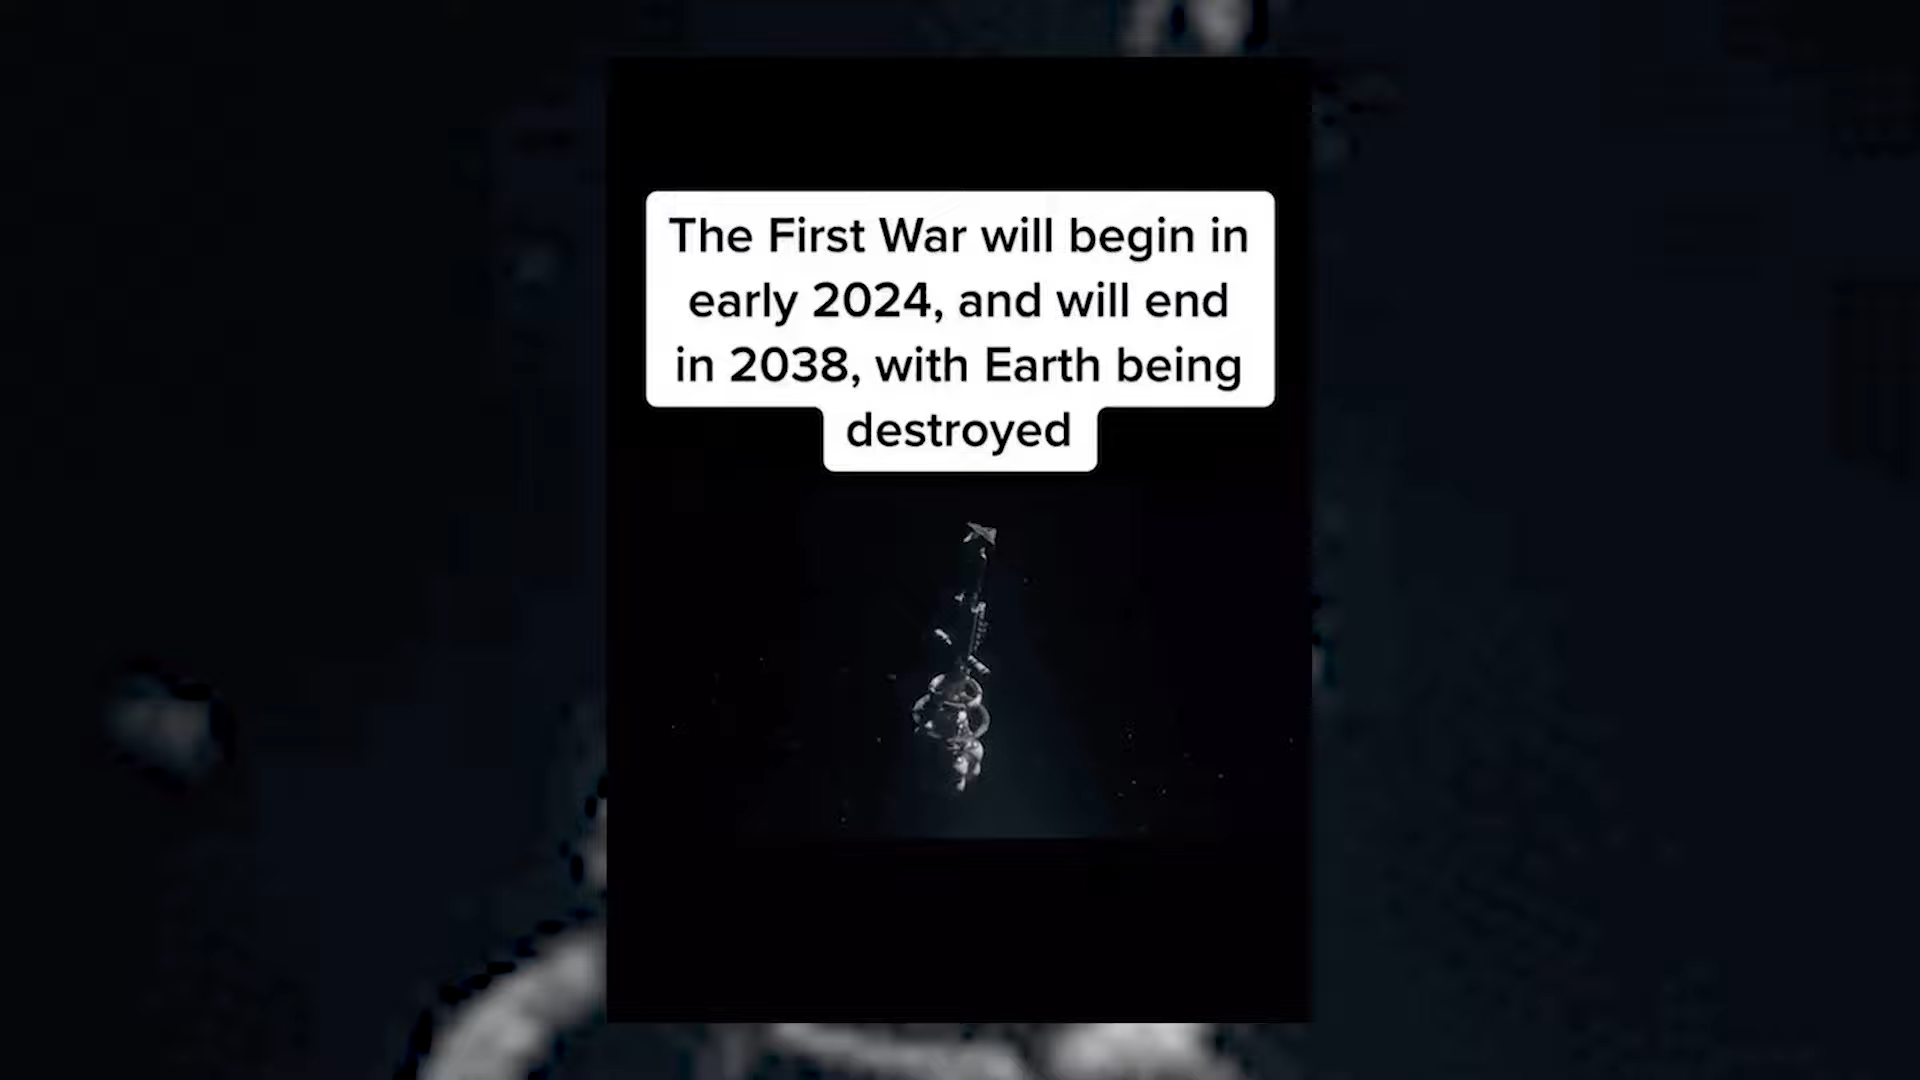 The First War will begin in
early 2024, and will end
in 2038, with Earth being
destroyed